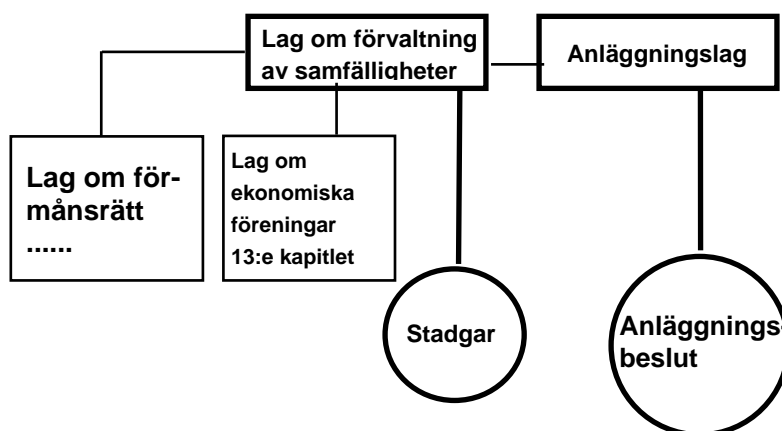 Lag om förvaltning
av samfälligheter
Anläggningslag
Lag om för-
månsrätt
......
Lag om
ekonomiska
föreningar
13:e kapitlet
Stadgar
Anläggnings-
beslut